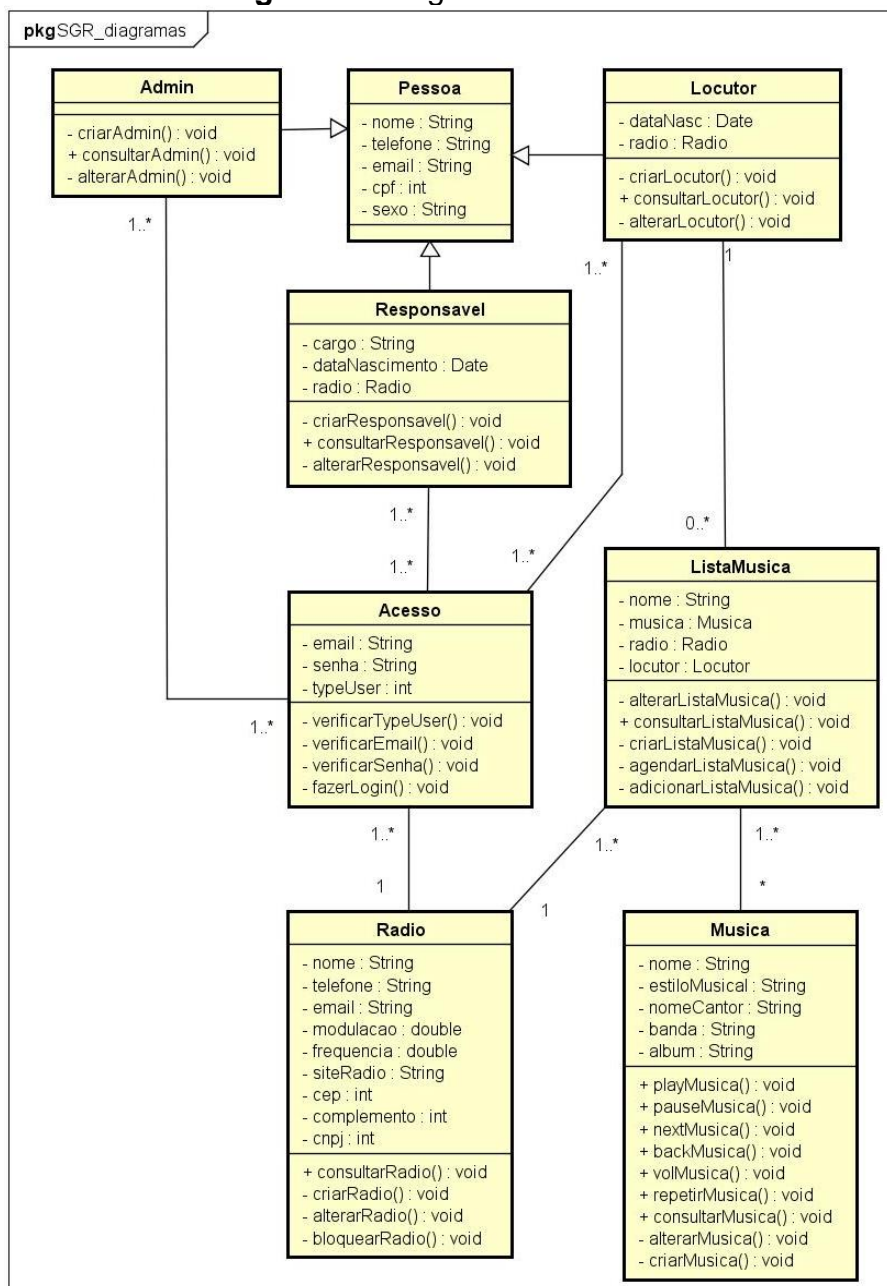 pkgSGR_diagramas
Admin
- criarAdmin() : void
+ consultarAdmin() : void
- alterarAdmin() : void
Pessoa
- nome : String
- telefone : String
- email : String
- cpf : int
- sexo : String
Locutor
- dataNasc : Date
- radio : Radio
- criarLocutor() : void
+ consultarLocutor() : void
- alterarLocutor() : void
1..*
1..*
1
Responsavel
- cargo : String
- dataNascimento : Date
- radio : Radio
- criarResponsavel() : void
+ consultarResponsavel() : void
- alterarResponsavel() : void
1..*
1..*
1..*
0..*
Acesso
- email : String
- senha : String
- typeUser : int
- verificarTypeUser() : void
- verificarEmail() : void
- verificarSenha() : void
- fazerLogin() : void
1..*
ListaMusica
- nome : String
- musica : Musica
- radio : Radio
- locutor : Locutor
- alterarListaMusica() : void
+ consultarListaMusica() : void
- criarListaMusica() : void
- agendarListaMusica() : void
- adicionarListaMusica() : void
1..*
1
1..*
1
1..*
*
Radio
- nome : String
- telefone : String
- email : String
- modulacao : double
- frequencia : double
- siteRadio : String
- cep : int
- complemento : int
- cnpj : int
+ consultarRadio() : void
- criarRadio() : void
- alterarRadio() : void
- bloquearRadio() : void
Musica
- nome : String
- estiloMusical : String
- nomeCantor : String
- banda : String
- album : String
+ playMusica() : void
+ pauseMusica() : void
+ nextMusica() : void
+ backMusica() : void
+ volMusica() : void
+ repetirMusica() : void
+ consultarMusica() : void
- alterarMusica() : void
- criarMusica() : void